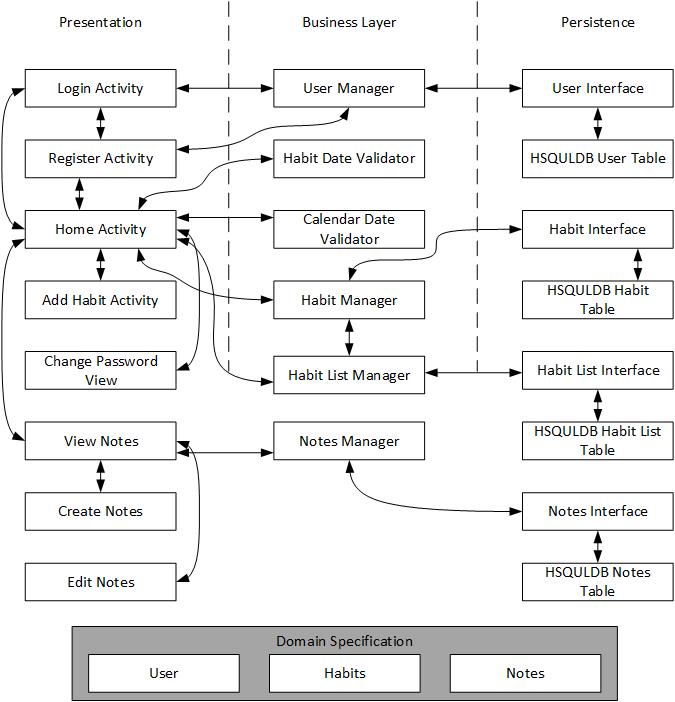 Presentation
Business Layer
Persistence
Login Activity
User Manager
User Interface
Register Activity
Habit Date Validator
HSQULDB User Table
Home Activity
Calendar Date
Validator
Habit Interface
Add Habit Activity
Habit Manager
HSQULDB Habit
Table
Change Password
View
Habit List Manager
Habit List Interface
View Notes
Notes Manager
HSQULDB Habit List
Table
Create Notes
Notes Interface
Edit Notes
HSQULDB Notes
Table
Domain Specification
User
Habits
Notes